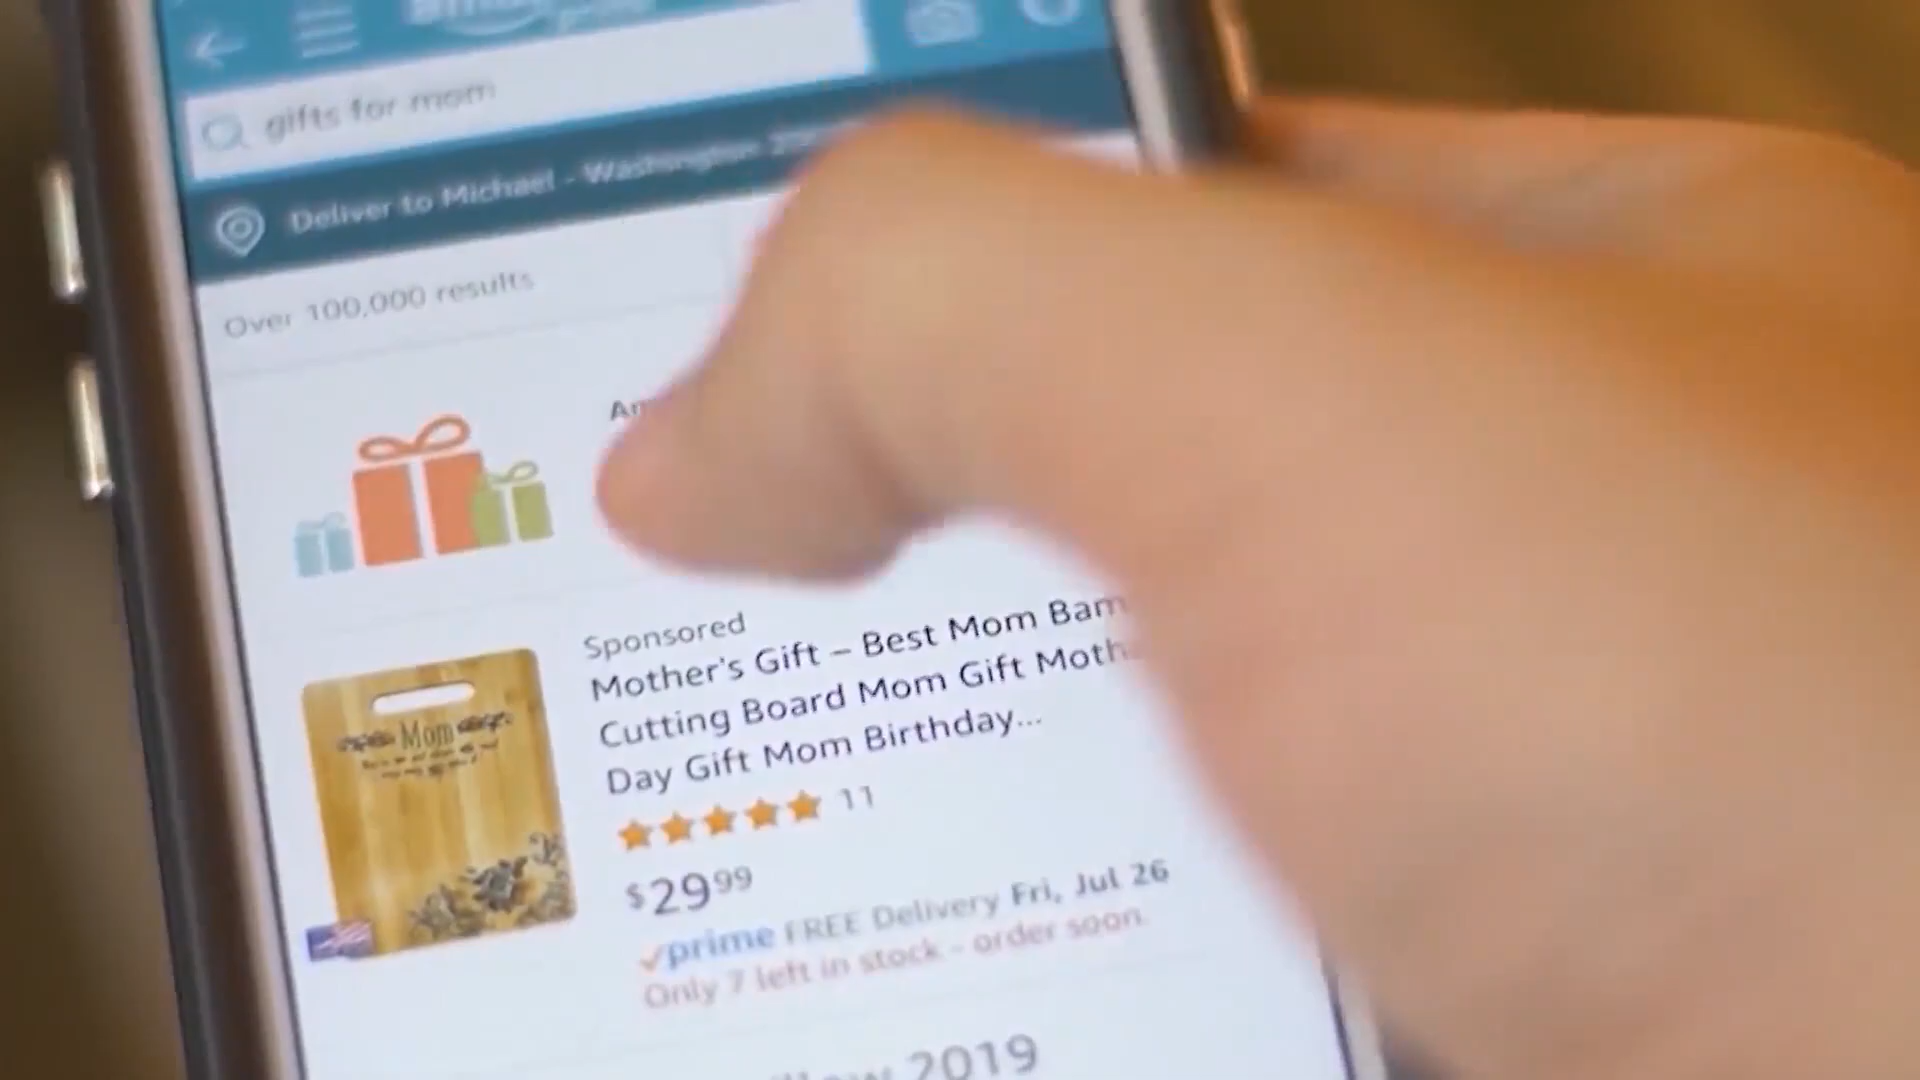 gifts for mom
Deliver to Michael - Washington
Over 100,000 results
Sponsored
Mother's Gift – Best Mom
Cutting Board Mom Gift
Day Gift Mom Birthday...
11
$29.99
prime FREE Delivery Fri, Jul 26
Only 7 left in stock - order soon.
Mom
2019